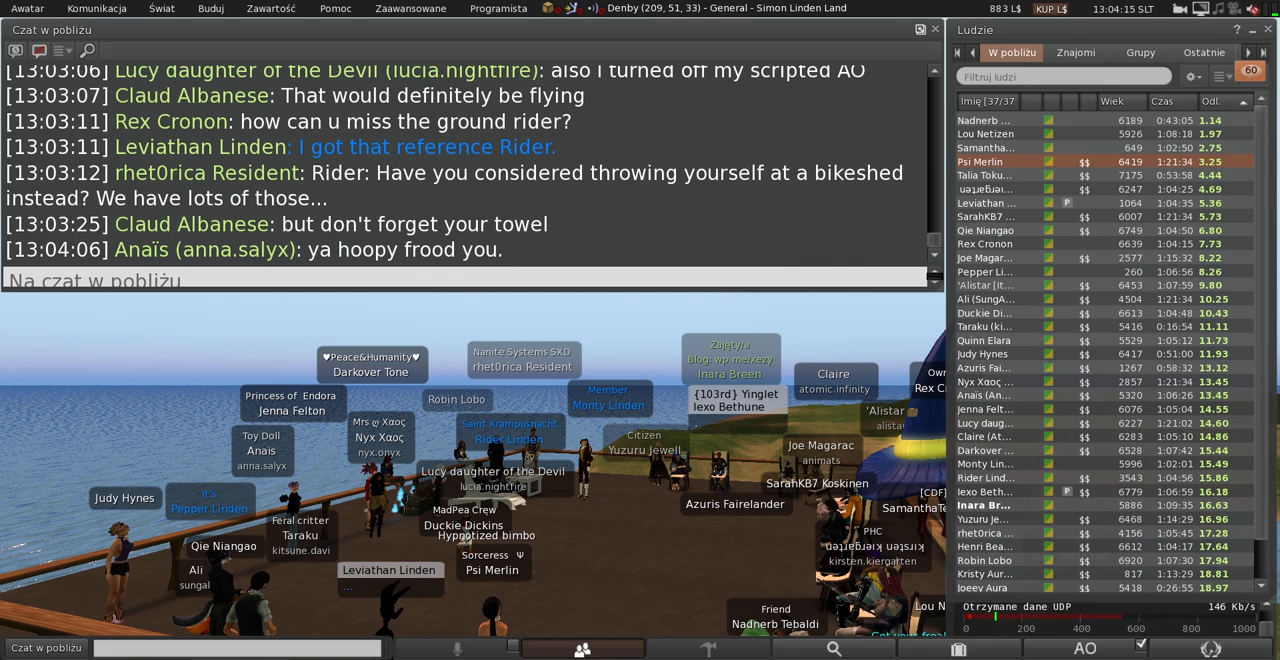 Awatar Komunikacja Świat Buduj Zawartość Pomoc Zaawansowane Programista Denby (209, 51, 33) - General - Simon Linden Land 883 L$ KUP L$ 13:04:15 SLT
Czat w pobliżu
[13:03:06] Lucy daughter of the Devil (lucia.nightfire): also I turned off my scripted AO
[13:03:07] Claud Albanese: That would definitely be flying
[13:03:11] Rex Cronon: how can u miss the ground rider?
[13:03:11] Leviathan Linden: I got that reference Rider.
[13:03:12] rhet0rica Resident: Rider: Have you considered throwing yourself at a bikeshed
instead? We have lots of those...
[13:03:25] Claud Albanese: but don't forget your towel
[13:04:06] Anaïs (anna.salyx): ya hoopy frood you.
Na czat w pobliżu
♥Peace&Humanity♥
Darkover Tone
Nanite Systems SXD
rhet0rica Resident
Zajęty/a
Blog: wp.me/xezy
Inara Breen
Claire
atomic.infinity
Own
Rex Cr
Princess of Endora
Jenna Felton
Robin Lobo
Member
Monty Linden
{103rd} Yinglet
Iexo Bethune
.
'Alistar
alistar
Mrs ღ Χαος
Nyx Χαος
nyx.onyx
Saint Krampusnacht
Rider Linden
Toy Doll
Anaïs
anna.salyx
Citizen
Yuzuru Jewell
Joe Magarac
animats
Lucy daughter of the Devil
lucia.nightfire
SarahKB7 Koskinen
Judy Hynes
It's
Pepper Linden
[CDF]
SamanthaTe
Azuris Fairelander
MadPea Crew
Duckie Dickins
Hypnotized bimbo
Feral critter
Taraku
kitsune.davi
PHC
kirsten.kiergarten
Qie Niangao
Ali
sungal
Sorceress Ψ
Psi Merlin
Leviathan Linden
...
Friend
Nadnerb Tebaldi
Lou N
Ludzie
W pobliżu Znajomi Grupy Ostatnie
Filtruj ludzi 60
Imię [37/37 Wiek Czas Odl.
Nadnerb ... 6189 0:43:05 1.14
Lou Netizen 5926 1:08:18 1.97
Samantha... 649 1:02:50 2.75
Psi Merlin $$ 6419 1:21:34 3.25
Talia Toku... $$ 7175 0:53:58 4.44
$$ 6247 1:04:25 4.69
Leviathan ... P 1064 1:04:35 5.36
SarahKB7 ... $$ 6007 1:21:34 5.73
Qie Niangao $$ 6749 1:04:50 6.80
Rex Cronon 6639 1:04:15 7.73
Joe Magar... $$ 2577 1:15:32 8.22
Pepper Li... 260 1:06:56 8.26
'Alistar [It... $$ 6453 1:07:59 9.80
Ali (SungA... $$ 4504 1:21:34 10.25
Duckie Di... $$ 6613 1:04:48 10.43
Taraku (ki... $$ 5416 0:16:54 11.11
Quinn Elara $$ 5529 1:05:12 11.73
Judy Hynes $$ 6417 0:51:00 11.93
Azuris Fai... $$ 1267 0:58:32 13.12
Nyx Χαος ... $$ 2857 1:21:34 13.45
Anaïs (An... $$ 5320 1:06:26 13.45
Jenna Felt... $$ 6076 1:05:04 14.55
Lucy daug... $$ 6227 1:21:02 14.60
Claire (At... $$ 6283 1:05:10 14.86
Darkover ... $$ 6528 1:07:42 15.44
Monty Lin... 5996 1:02:01 15.49
Rider Lind... $$ 3543 1:04:56 15.86
Iexo Beth... P $$ 6779 1:06:59 16.18
Inara Br... 5886 1:09:35 16.63
Yuzuru Je... $$ 6468 1:14:29 16.96
rhet0rica ... $$ 4156 1:05:45 17.28
Henri Bea... $$ 6612 1:04:17 17.64
Robin Lobo $$ 6920 1:07:30 17.94
Kristy Aur... $$ 817 1:13:29 18.81
Joeey Aura $$ 5418 0:26:55 18.97
Otrzymane dane UDP 146 Kb/s
0 200 400 600 800 1000
Czat w pobliżu AO